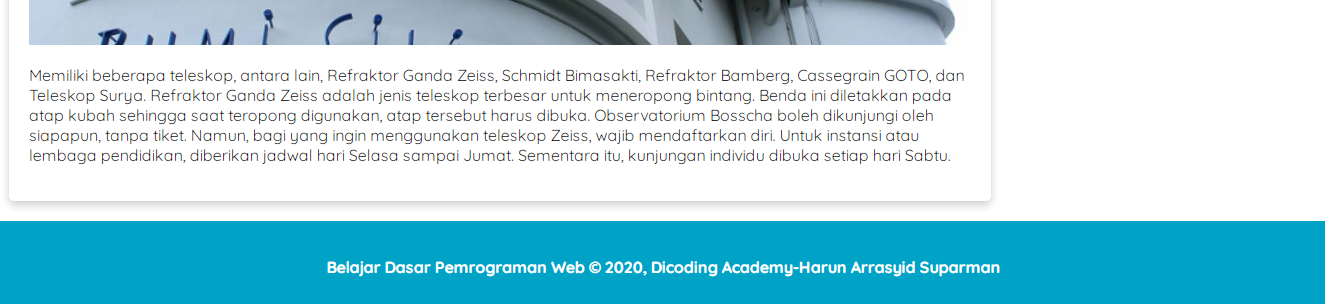 Memiliki beberapa teleskop, antara lain, Refraktor Ganda Zeiss, Schmidt Bimasakti, Refraktor Bamberg, Cassegrain GOTO, dan
Teleskop Surya. Refraktor Ganda Zeiss adalah jenis teleskop terbesar untuk meneropong bintang. Benda ini diletakkan pada
atap kubah sehingga saat teropong digunakan, atap tersebut harus dibuka. Observatorium Bosscha boleh dikunjungi oleh
siapapun, tanpa tiket. Namun, bagi yang ingin menggunakan teleskop Zeiss, wajib mendaftarkan diri. Untuk instansi atau
lembaga pendidikan, diberikan jadwal hari Selasa sampai Jumat. Sementara itu, kunjungan individu dibuka setiap hari Sabtu.
Belajar Dasar Pemrograman Web © 2020, Dicoding Academy-Harun Arrasyid Suparman